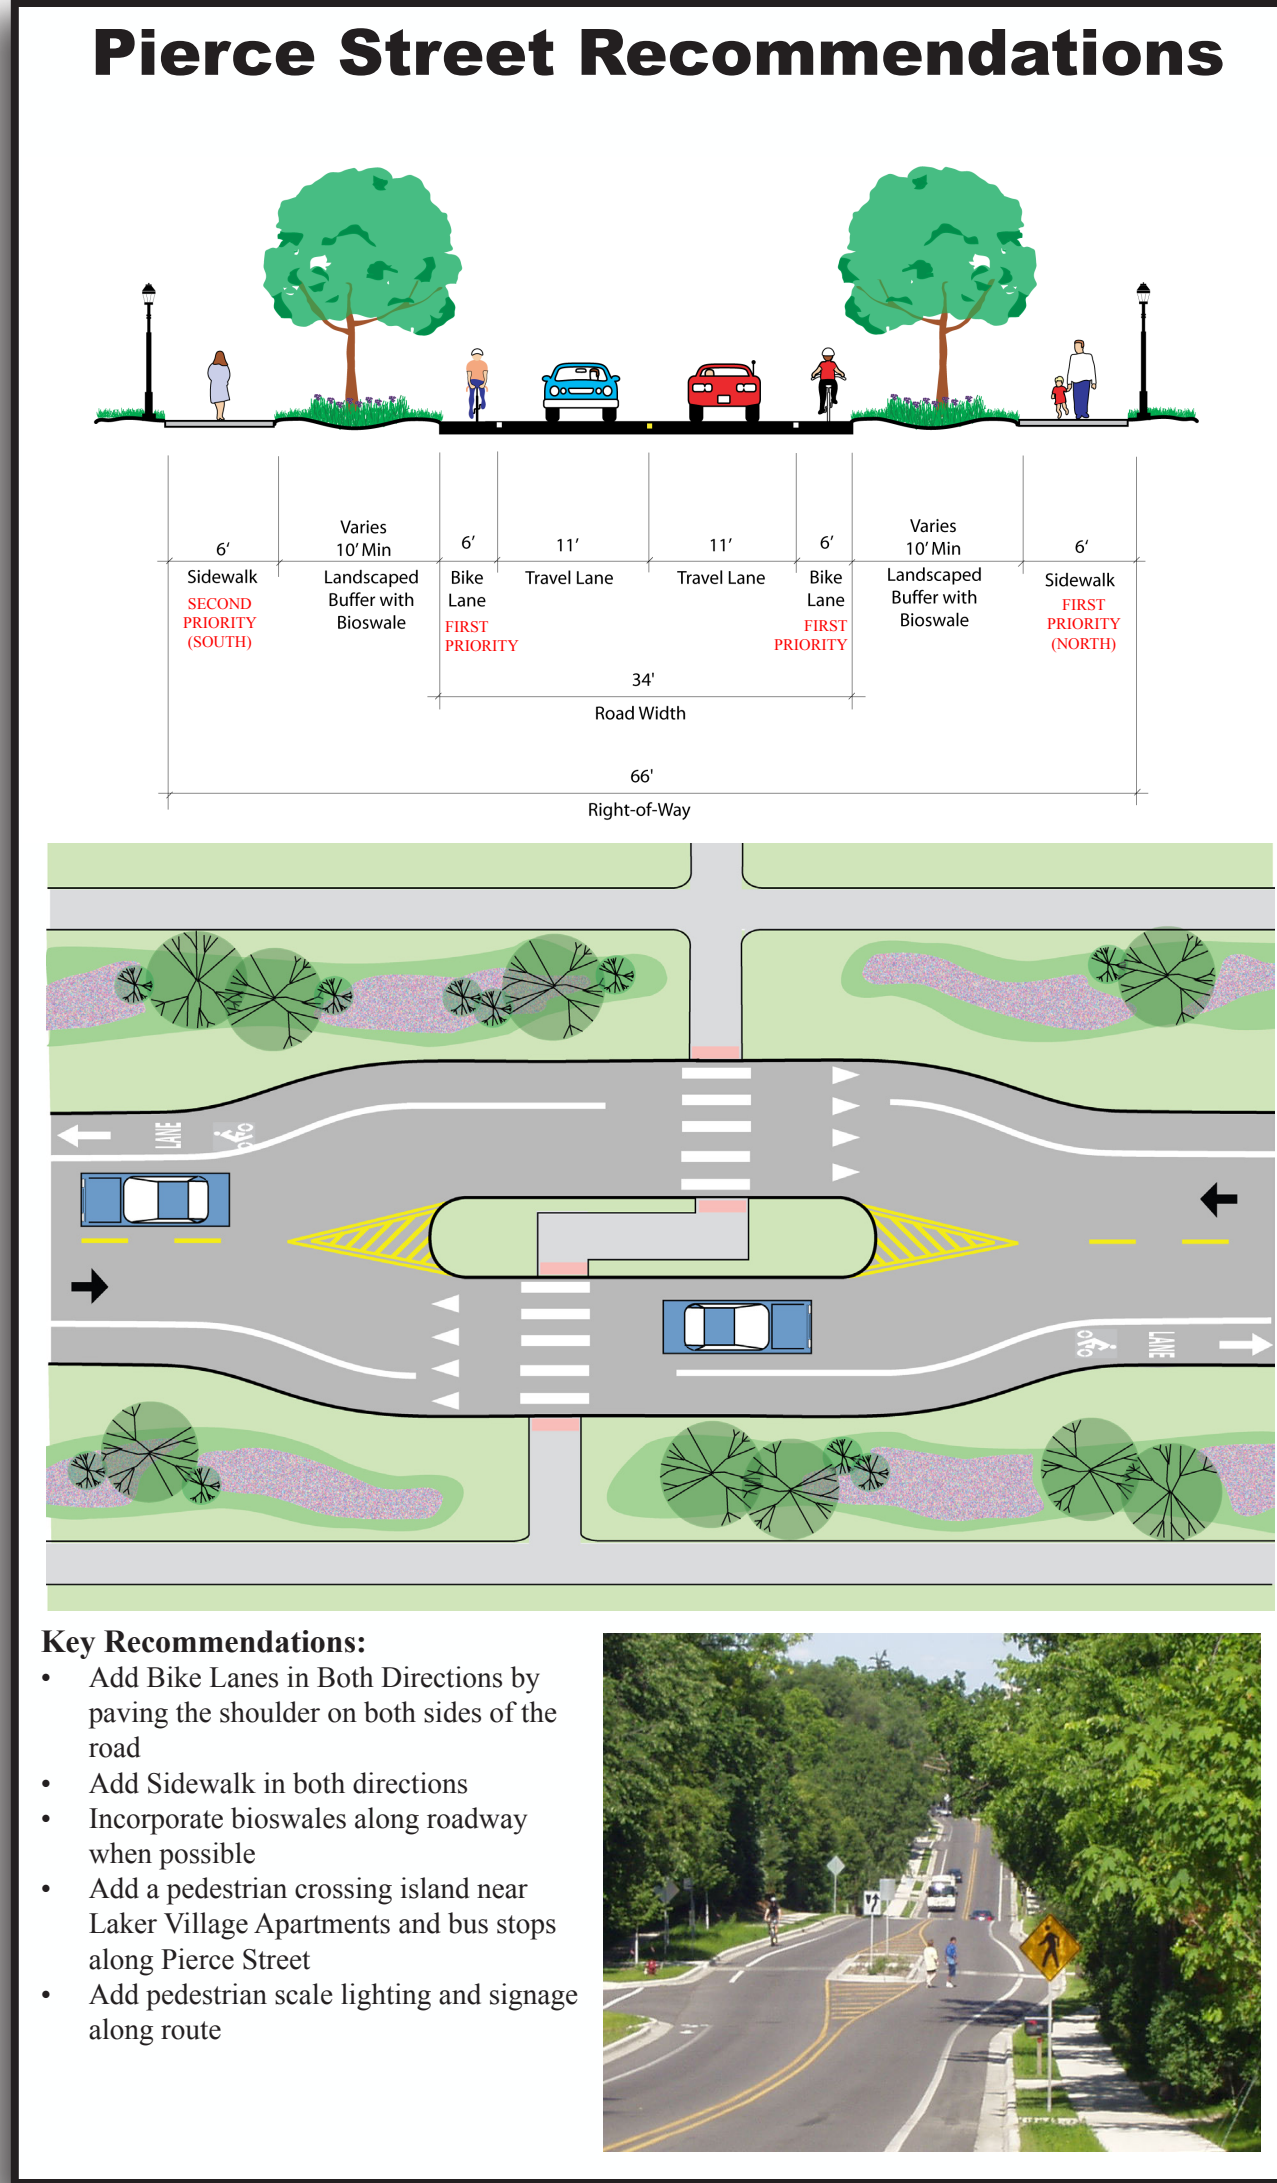 Pierce Street Recommendations
6‘
Varies
10’ Min
6’
11’
11’
6’
Varies
10’ Min
6‘
Sidewalk
SECOND
PRIORITY
(SOUTH)
Landscaped
Buffer with
Bioswale
Bike
Lane
FIRST
PRIORITY
Travel Lane
Travel Lane
Bike
Lane
FIRST
PRIORITY
Landscaped
Buffer with
Bioswale
Sidewalk
FIRST
PRIORITY
(NORTH)
34'
Road Width
66'
Right-of-Way
LANE
LANE
Key Recommendations:
• Add Bike Lanes in Both Directions by
paving the shoulder on both sides of the
road
• Add Sidewalk in both directions
• Incorporate bioswales along roadway
when possible
• Add a pedestrian crossing island near
Laker Village Apartments and bus stops
along Pierce Street
• Add pedestrian scale lighting and signage
along route